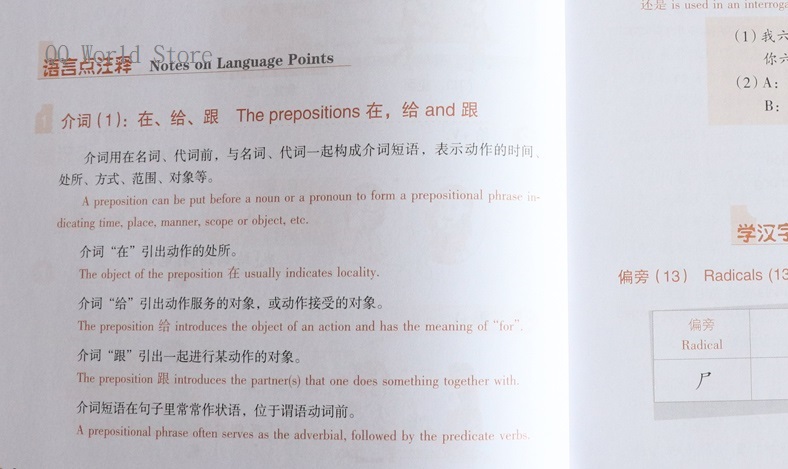 QQ World Store
语言点注释 Notes on Language Points
1 介词(1)：在、给、跟 The prepositions 在，给 and 跟
介词用在名词、代词前，与名词、代词一起构成介词短语，表示动作的时间、
处所、方式、范围、对象等。
A preposition can be put before a noun or a pronoun to form a prepositional phrase in-
dicating time, place, manner, scope or object, etc.
介词“在”引出动作的处所。
The object of the preposition 在 usually indicates locality.
介词“给”引出动作服务的对象，或动作接受的对象。
The preposition 给 introduces the object of an action and has the meaning of “for”.
介词“跟”引出一起进行某动作的对象。
The preposition 跟 introduces the partner(s) that one does something together with.
介词短语在句子里常常作状语，位于谓语动词前。
A prepositional phrase often serves as the adverbial, followed by the predicate verbs.
还是 is used in an interroga
(1) 我六
你六
(2) A：
B：
学汉字
偏旁(13) Radicals (13
偏旁
Radical
尸